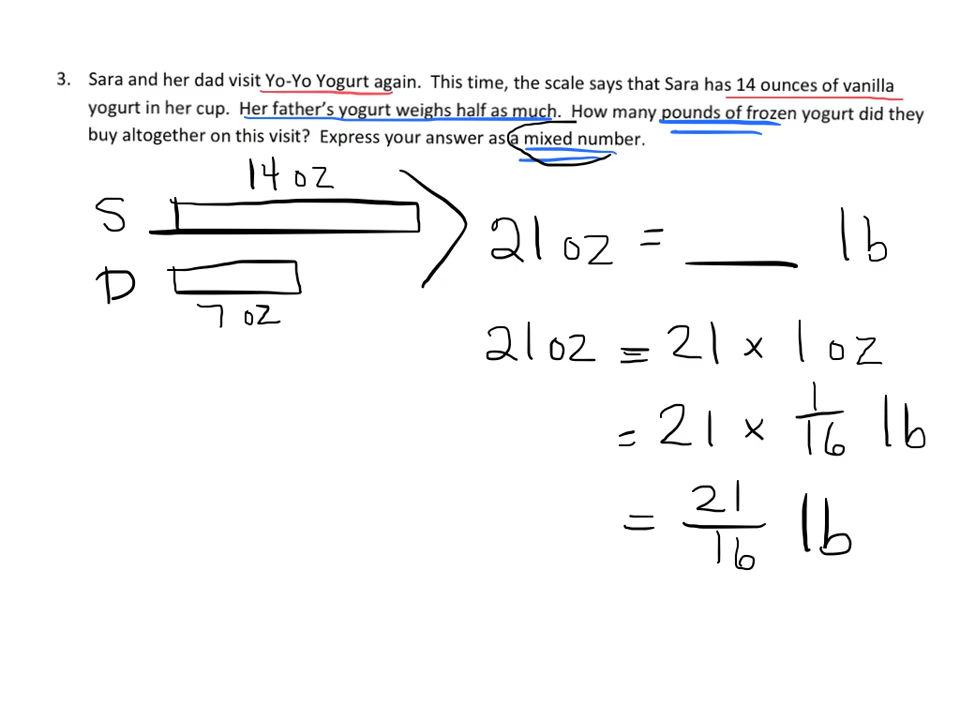 3. Sara and her dad visit Yo-Yo Yogurt again. This time, the scale says that Sara has 14 ounces of vanilla
yogurt in her cup. Her father's yogurt weighs half as much. How many pounds of frozen yogurt did they
buy altogether on this visit? Express your answer as a mixed number.
14 oz
S
D
7 oz
21 oz = ___ lb
21 oz = 21 × 1 oz
= 21 × 1/16 lb
= 21/16 lb